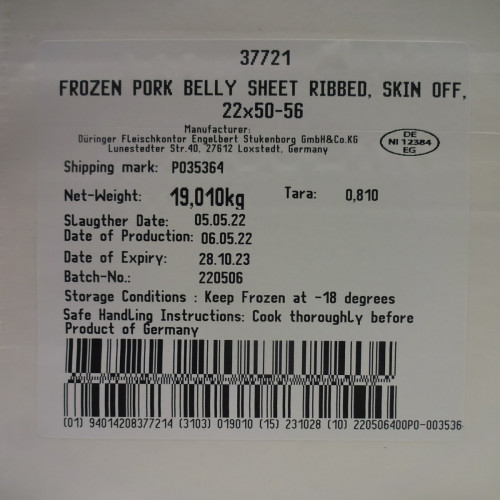 37721
FROZEN PORK BELLY SHEET RIBBED, SKIN OFF,
22x50-56
Manufacturer:
Düringer Fleischkontor Engelbert Stukenborg GmbH&Co.KG
Lunestedter Str.40, 27612 Loxstedt, Germany
DE
NI 12384
EG
Shipping mark: PO35364
Net-Weight: 19,010kg Tara: 0,810
SLaugther Date: 05.05.22
Date of Production: 06.05.22
Date of Expiry: 28.10.23
Batch-No.: 220506
Storage Conditions : Keep Frozen at -18 degrees
Safe Handling Instructions: Cook thoroughly before
Product of Germany
(01) 94014208377214 (3103) 019010 (15) 231028 (10) 220506400PO-003536